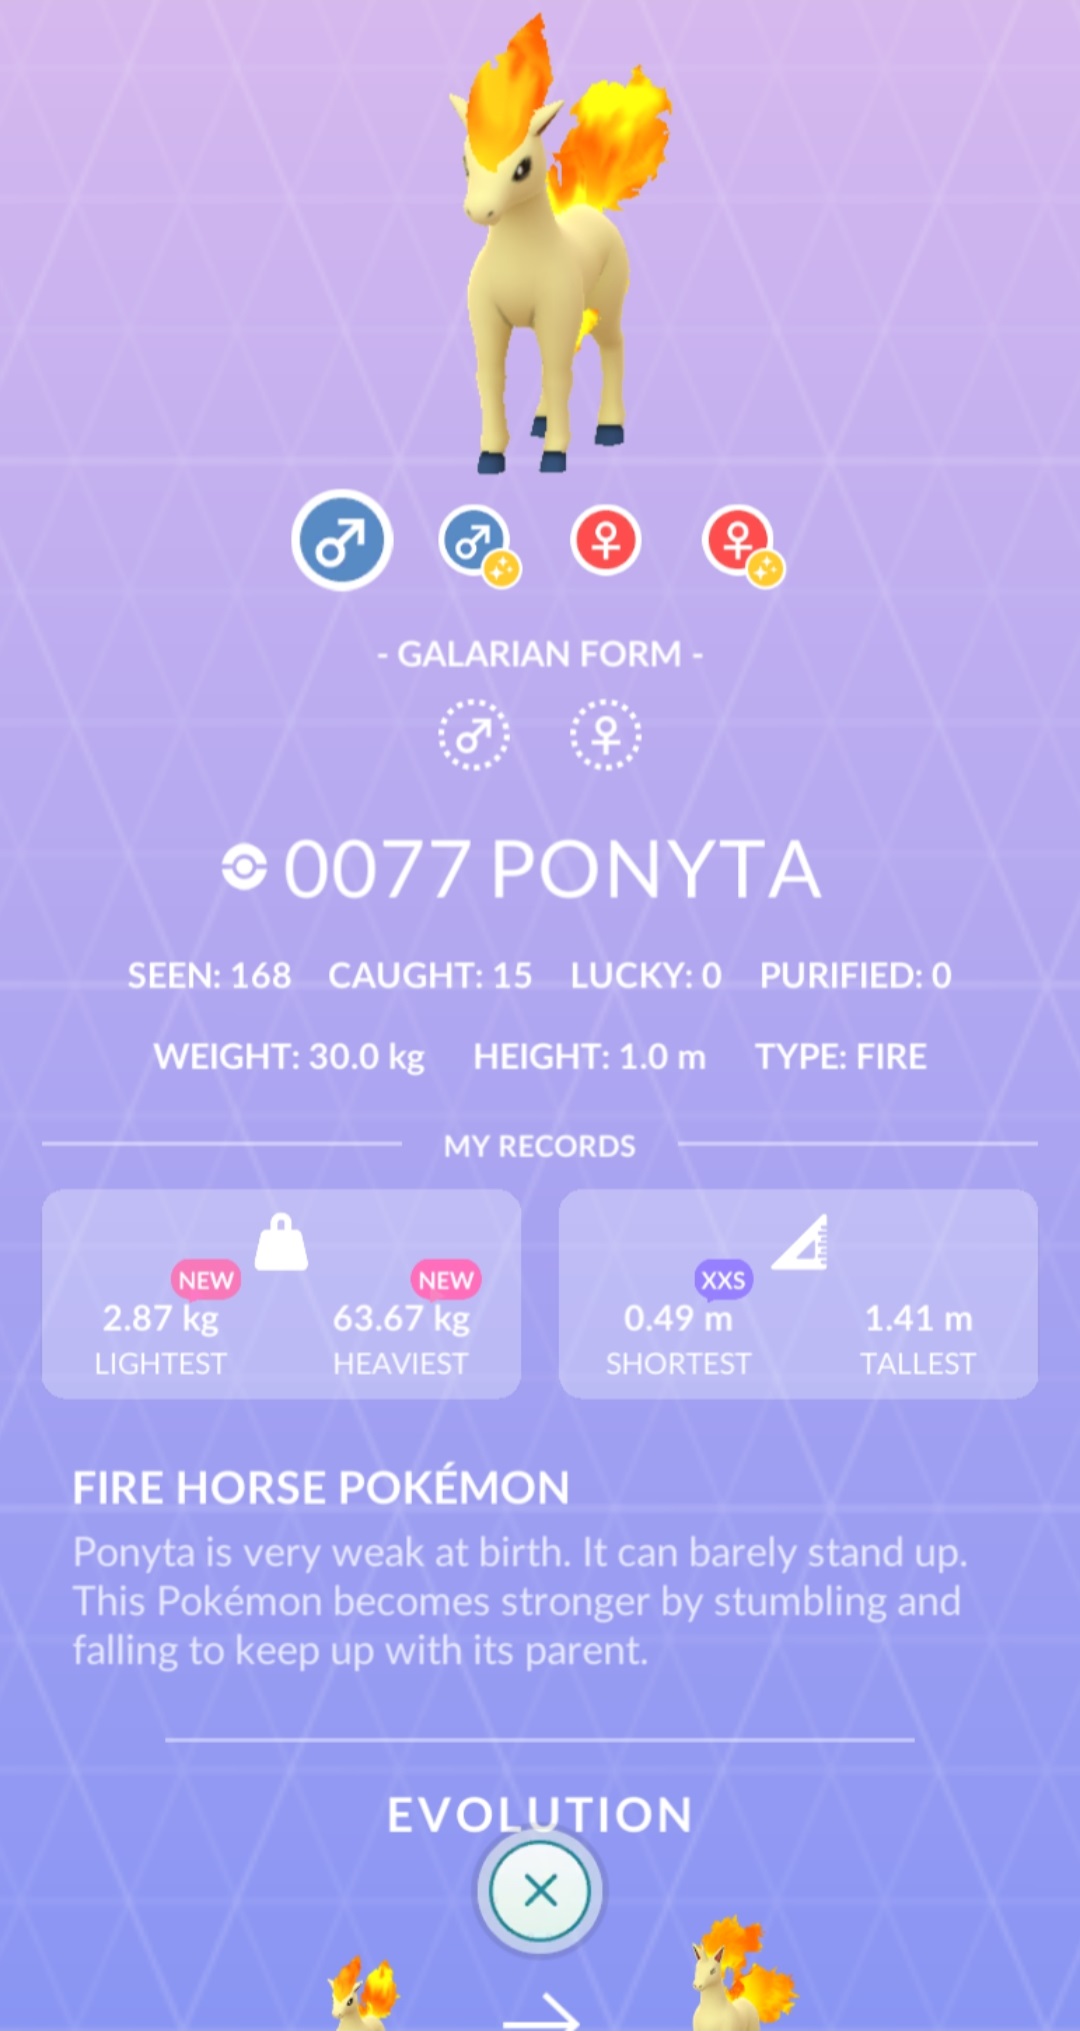 - GALARIAN FORM -
0077 PONYTA
SEEN: 168 CAUGHT: 15 LUCKY: 0 PURIFIED: 0
WEIGHT: 30.0 kg HEIGHT: 1.0 m TYPE: FIRE
MY RECORDS
NEW NEW XXS
2.87 kg 63.67 kg 0.49 m 1.41 m
LIGHTEST HEAVIEST SHORTEST TALLEST
FIRE HORSE POKÉMON
Ponyta is very weak at birth. It can barely stand up.
This Pokémon becomes stronger by stumbling and
falling to keep up with its parent.
EVOLUTION